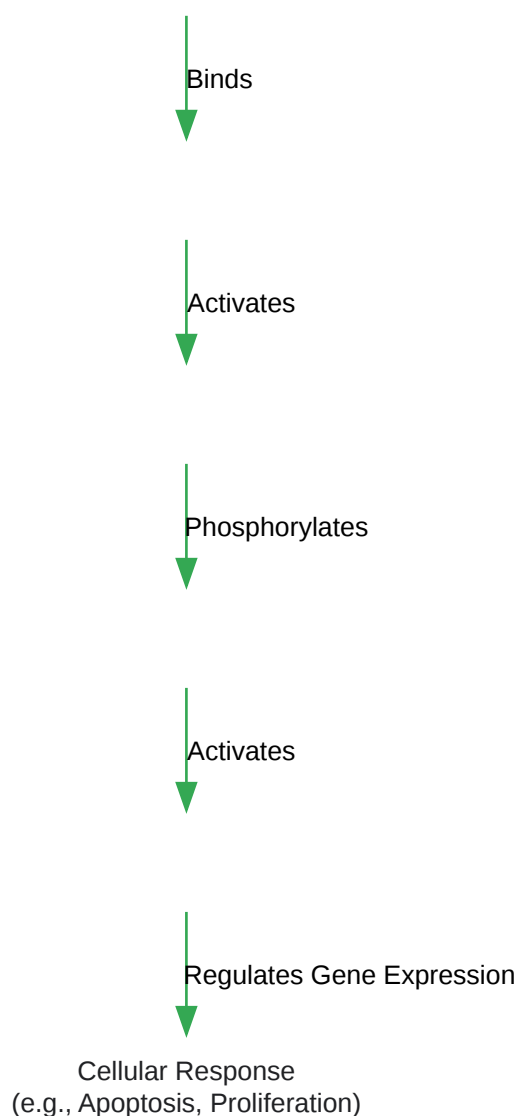 Binds
Activates
Phosphorylates
Activates
Regulates Gene Expression
Cellular Response
(e.g., Apoptosis, Proliferation)